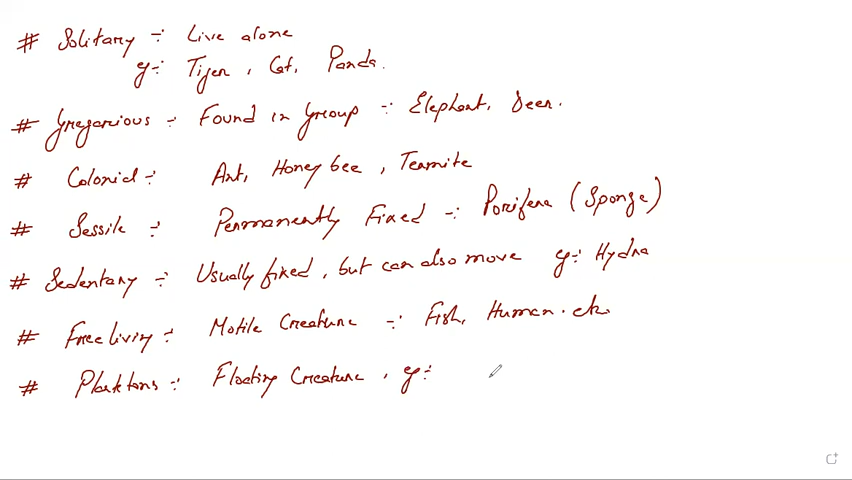 # Solitary :- Live alone
eg:- Tiger, Cat, Panda.
# Gregarious :- Found in Group :- Elephant, Deer.
# Colonial :- Ant, Honey bee, Termite
# Sessile :- Permanently Fixed :- Porifera (Sponge)
# Sedentary :- Usually fixed, but can also move eg:- Hydra
# Free living :- Motile Creature :- Fish, Human. etc.
# Planktons :- Floating Creature, eg:-